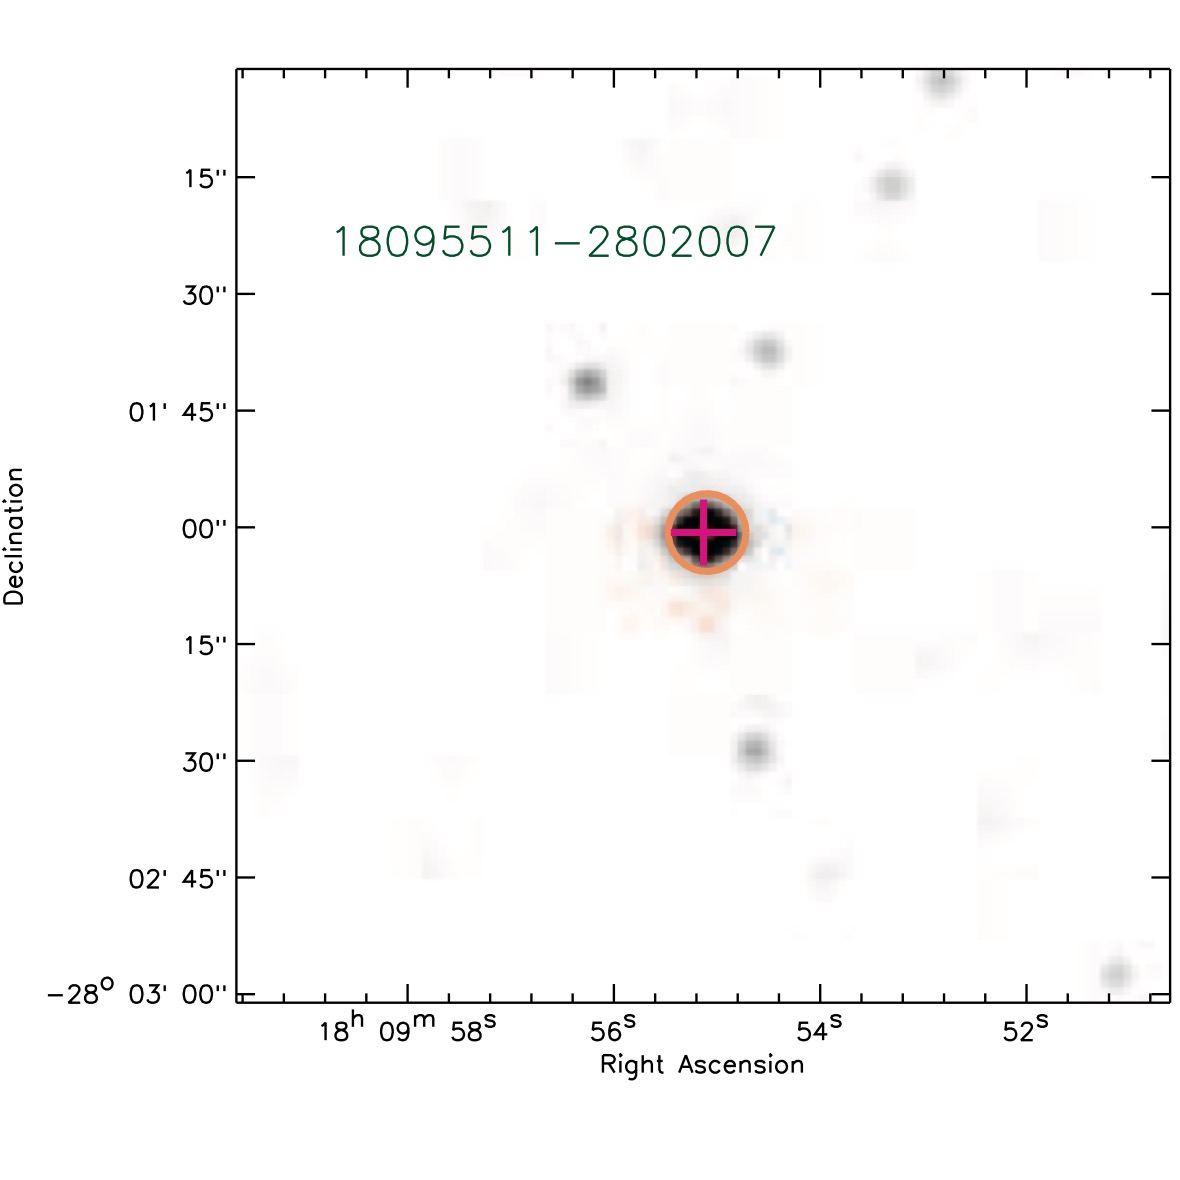 15"
18095511-2802007
30"
01' 45"
00"
15"
30"
02' 45"
-28° 03' 00"
Declination
18h 09m 58s
56s
54s
52s
Right Ascension